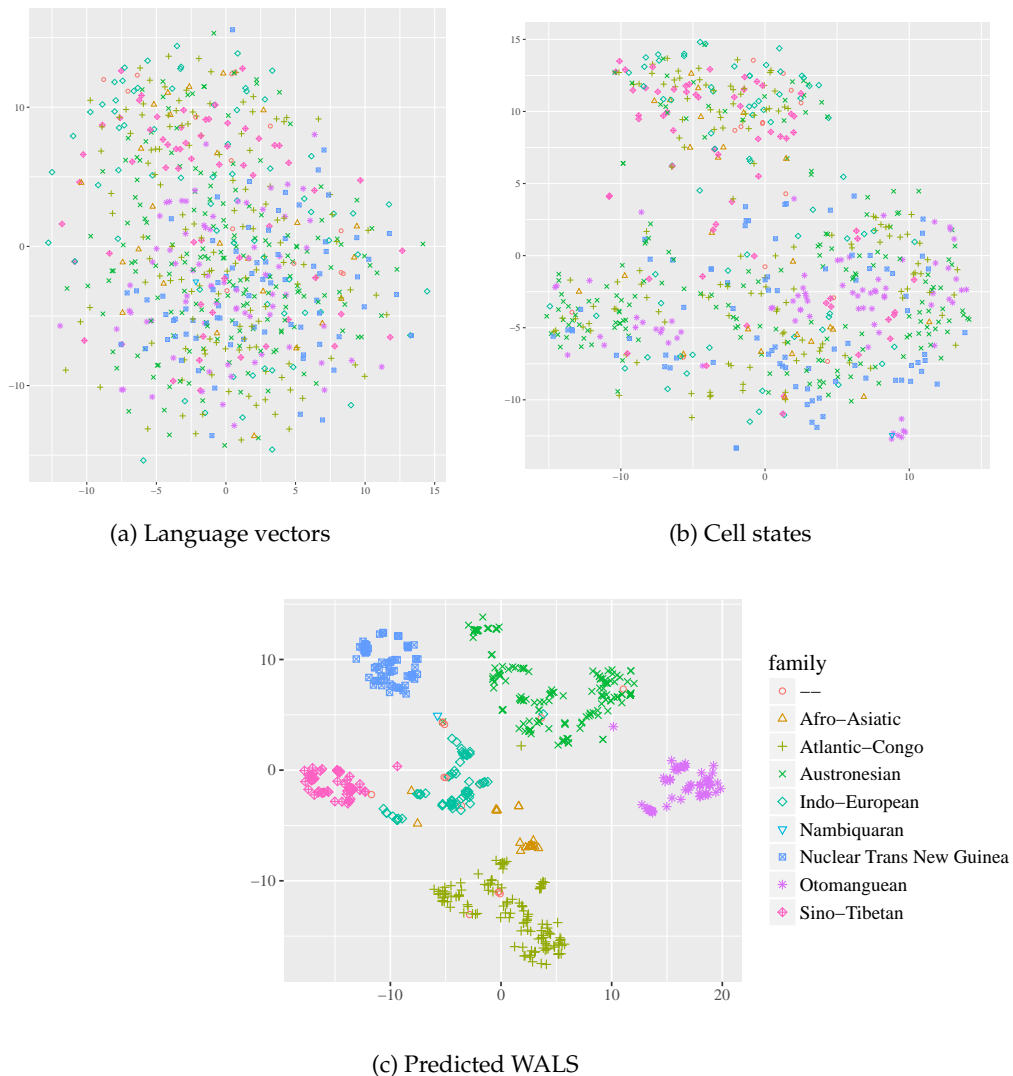 10
0
−10
−10
−5
0
5
10
15
(a) Language vectors
15
10
5
0
−5
−10
−10
0
10
(b) Cell states
10
0
−10
−10
0
10
20
family
−−
Afro−Asiatic
Atlantic−Congo
Austronesian
Indo−European
Nambiquaran
Nuclear Trans New Guinea
Otomanguean
Sino−Tibetan
(c) Predicted WALS